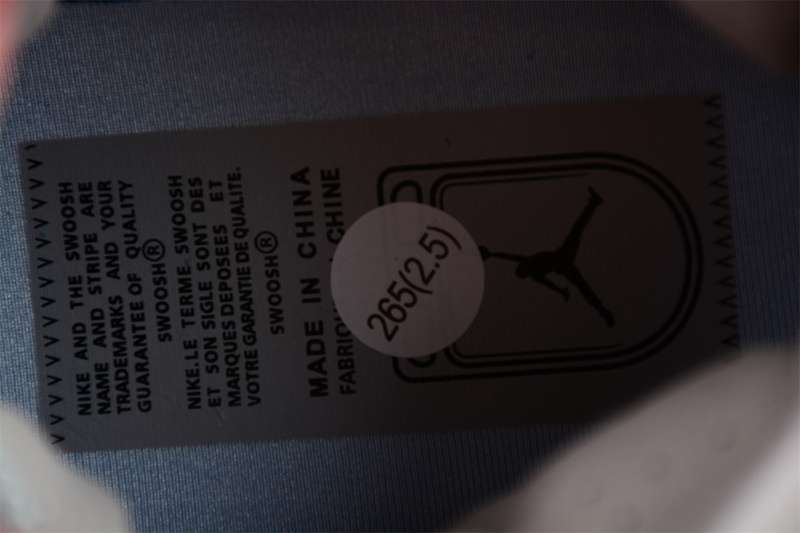 NIKE AND THE SWOOSH
NAME AND STRIPE ARE
TRADEMARKS AND YOUR
GUARANTEE OF QUALITY
SWOOSH®
NIKE.LE TERME SWOOSH
ET SON SIGLE SONT DES
MARQUES DEPOSEES ET
VOTRE GARANTIE DE QUALITE.
SWOOSH®
MADE IN CHINA
CHINE
265(2.5)